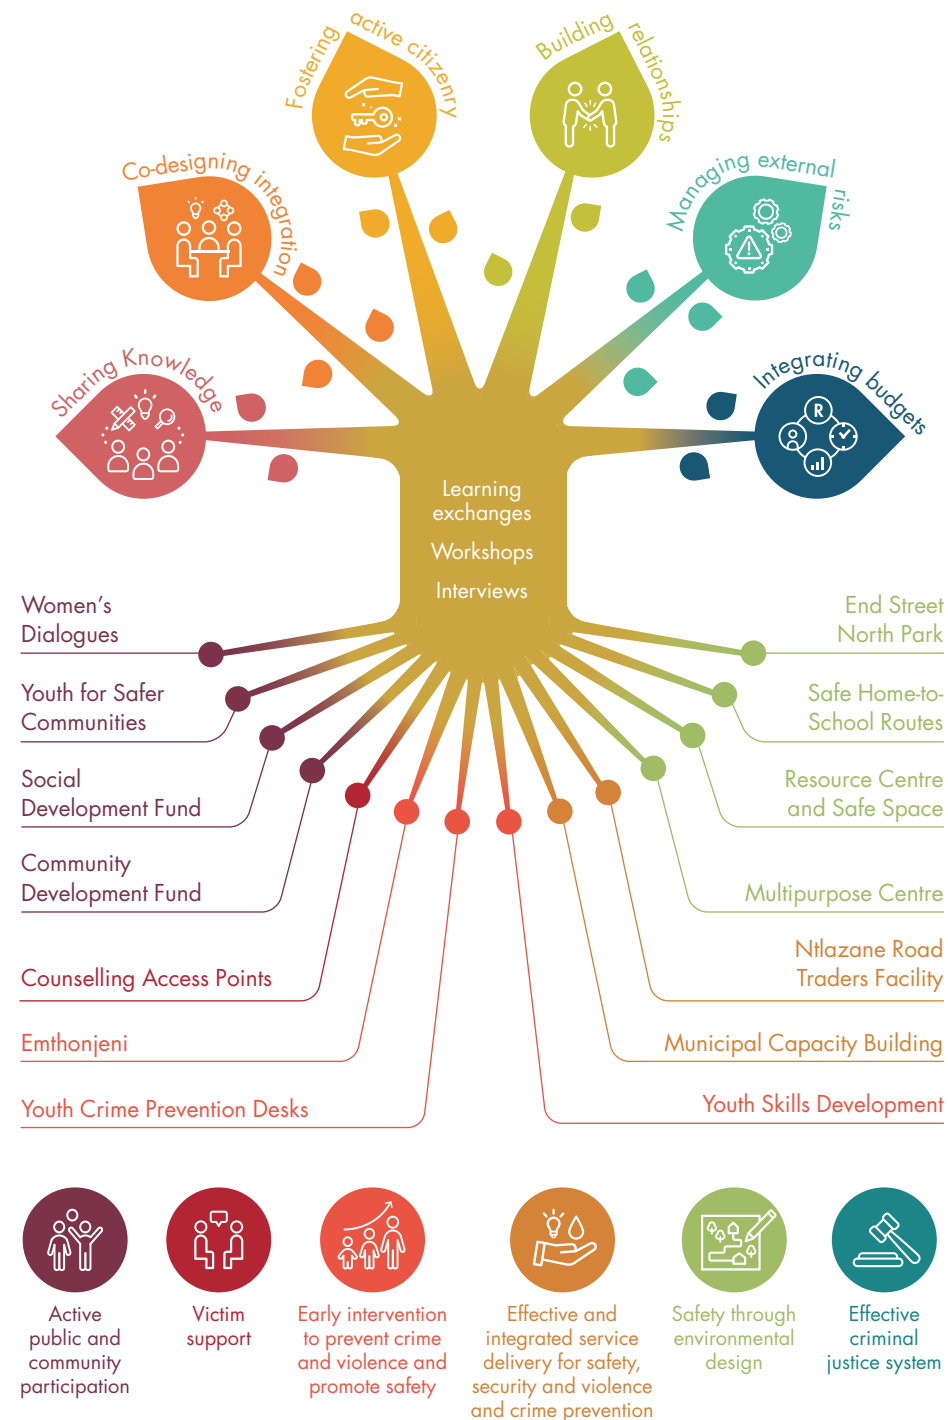 Fostering
active citizenry
Building
relationships
Co-designing integration
Managing external
risks
Sharing Knowledge
Integrating budgets
R
Learning
exchanges
Workshops
Interviews
Women's
Dialogues
Youth for Safer
Communities
Social
Development Fund
Community
Development Fund
Counselling Access Points
Emthonjeni
Youth Crime Prevention Desks
End Street
North Park
Safe Home-to-
School Routes
Resource Centre
and Safe Space
Multipurpose Centre
Ntlazane Road
Traders Facility
Municipal Capacity Building
Youth Skills Development
Active
public and
community
participation
Victim
support
Early intervention
to prevent crime
and violence and
promote safety
Effective and
integrated service
delivery for safety,
security and violence
and crime prevention
Safety through
environmental
design
Effective
criminal
justice system